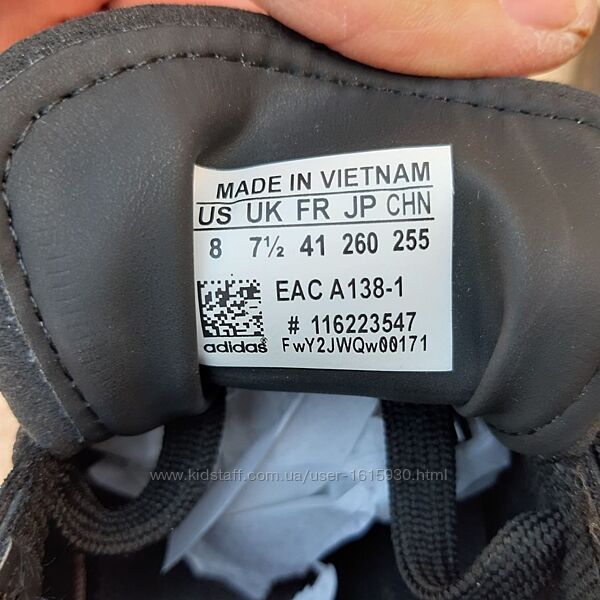 MADE IN VIETNAM
US UK FR JP CHN
8 7½ 41 260 255
EAC A138-1
# 116223547
adidas® FwY2JWQw00171
www.kidstaff.com.ua/user-1615930.html